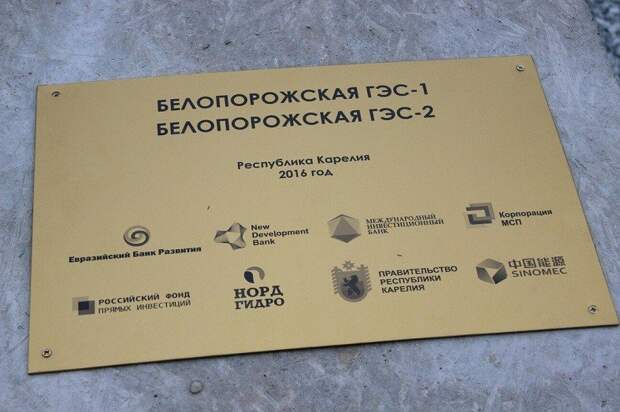 БЕЛОПОРОЖСКАЯ ГЭС-1
БЕЛОПОРОЖСКАЯ ГЭС-2
Республика Карелия
2016 год
Евразийский Банк Развития
New
Development
Bank
МЕЖДУНАРОДНЫЙ
ИНВЕСТИЦИОННЫЙ
БАНК
Корпорация
МСП
РОССИЙСКИЙ ФОНД
ПРЯМЫХ ИНВЕСТИЦИЙ
НОРД
ГИДРО
ПРАВИТЕЛЬСТВО
РЕСПУБЛИКИ
КАРЕЛИЯ
中国能源
SINOMEC